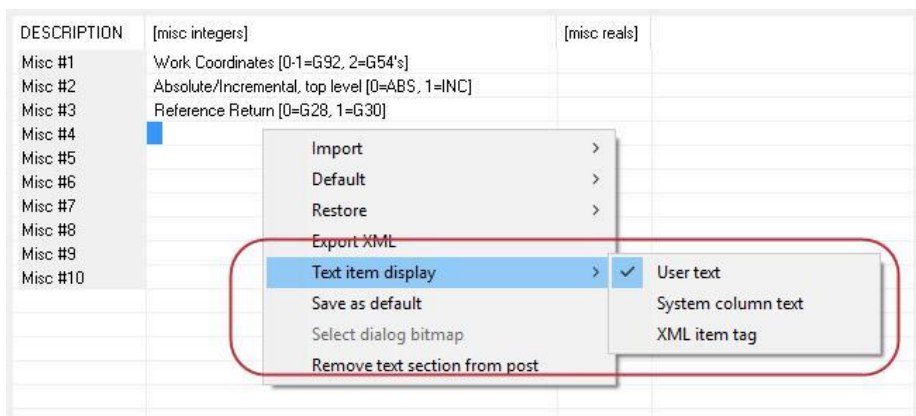 DESCRIPTION [misc integers] [misc reals]
Misc #1 Work Coordinates [0-1=G92, 2=G54's]
Misc #2 Absolute/Incremental, top level [0=ABS, 1=INC]
Misc #3 Reference Return [0=G28, 1=G30]
Misc #4
Misc #5
Misc #6
Misc #7
Misc #8
Misc #9
Misc #10
Import
Default
Restore
Export XML
Text item display
Save as default
Select dialog bitmap
Remove text section from post
User text
System column text
XML item tag